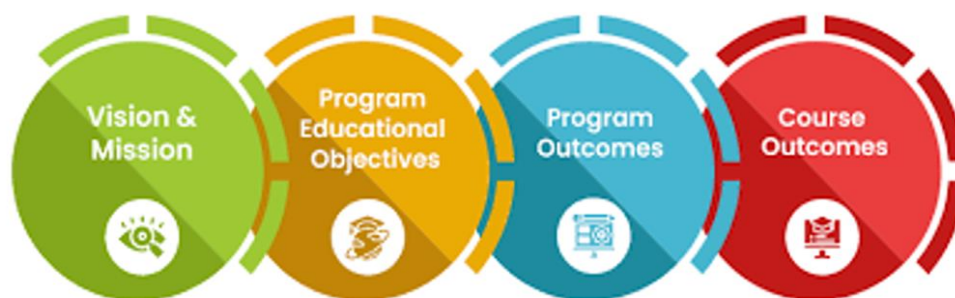 Vision &
Mission
Program
Educational
Objectives
Program
Outcomes
Course
Outcomes